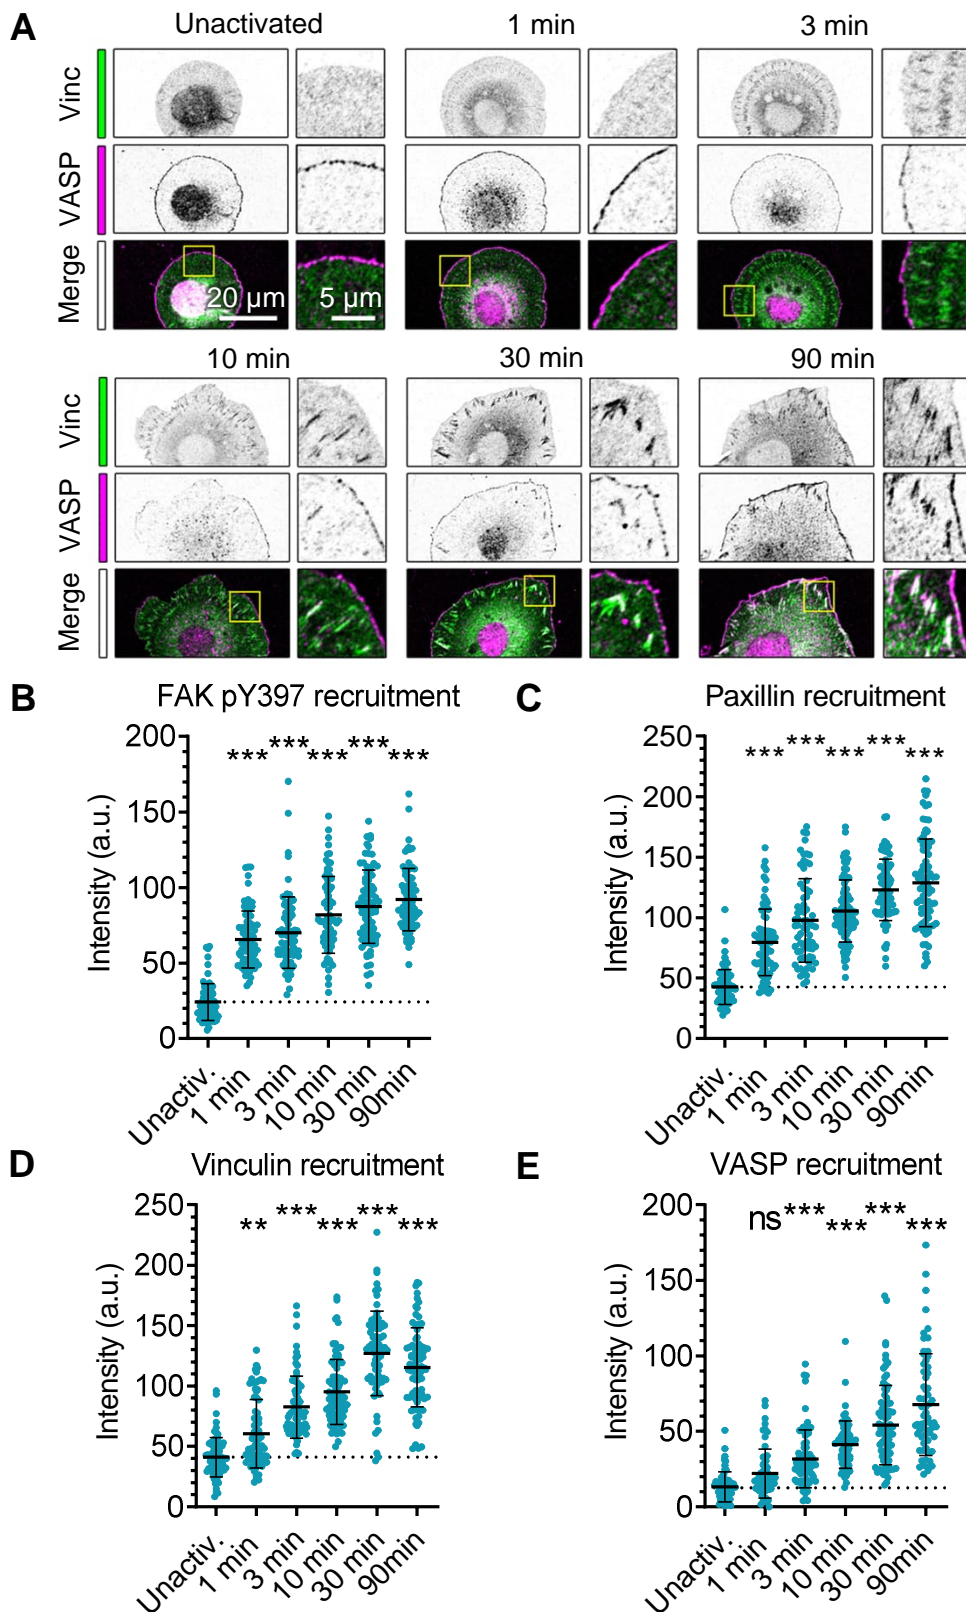 A
Unactivated
1 min
3 min
Vinc
VASP
Merge
20 µm
5 µm
10 min
30 min
90 min
Vinc
VASP
Merge
B
FAK pY397 recruitment
Intensity (a.u.)
200
150
100
50
0
***
***
***
***
***
Unactiv.
1 min
3 min
10 min
30 min
90min
C
Paxillin recruitment
Intensity (a.u.)
250
200
150
100
50
0
***
***
***
***
***
Unactiv.
1 min
3 min
10 min
30 min
90min
D
Vinculin recruitment
Intensity (a.u.)
250
200
150
100
50
0
**
***
***
***
***
Unactiv.
1 min
3 min
10 min
30 min
90min
E
VASP recruitment
Intensity (a.u.)
200
150
100
50
0
ns
***
***
***
***
Unactiv.
1 min
3 min
10 min
30 min
90min